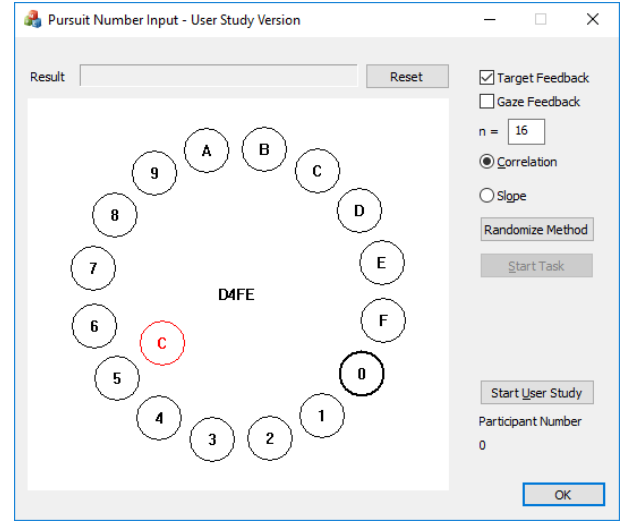 Pursuit Number Input - User Study Version
Result
Reset
Target Feedback
Gaze Feedback
n = 16
Correlation
Slope
Randomize Method
Start Task
A
B
9
C
8
D
7
E
D4FE
6
F
C
5
0
4
1
3
2
Start User Study
Participant Number
0
OK